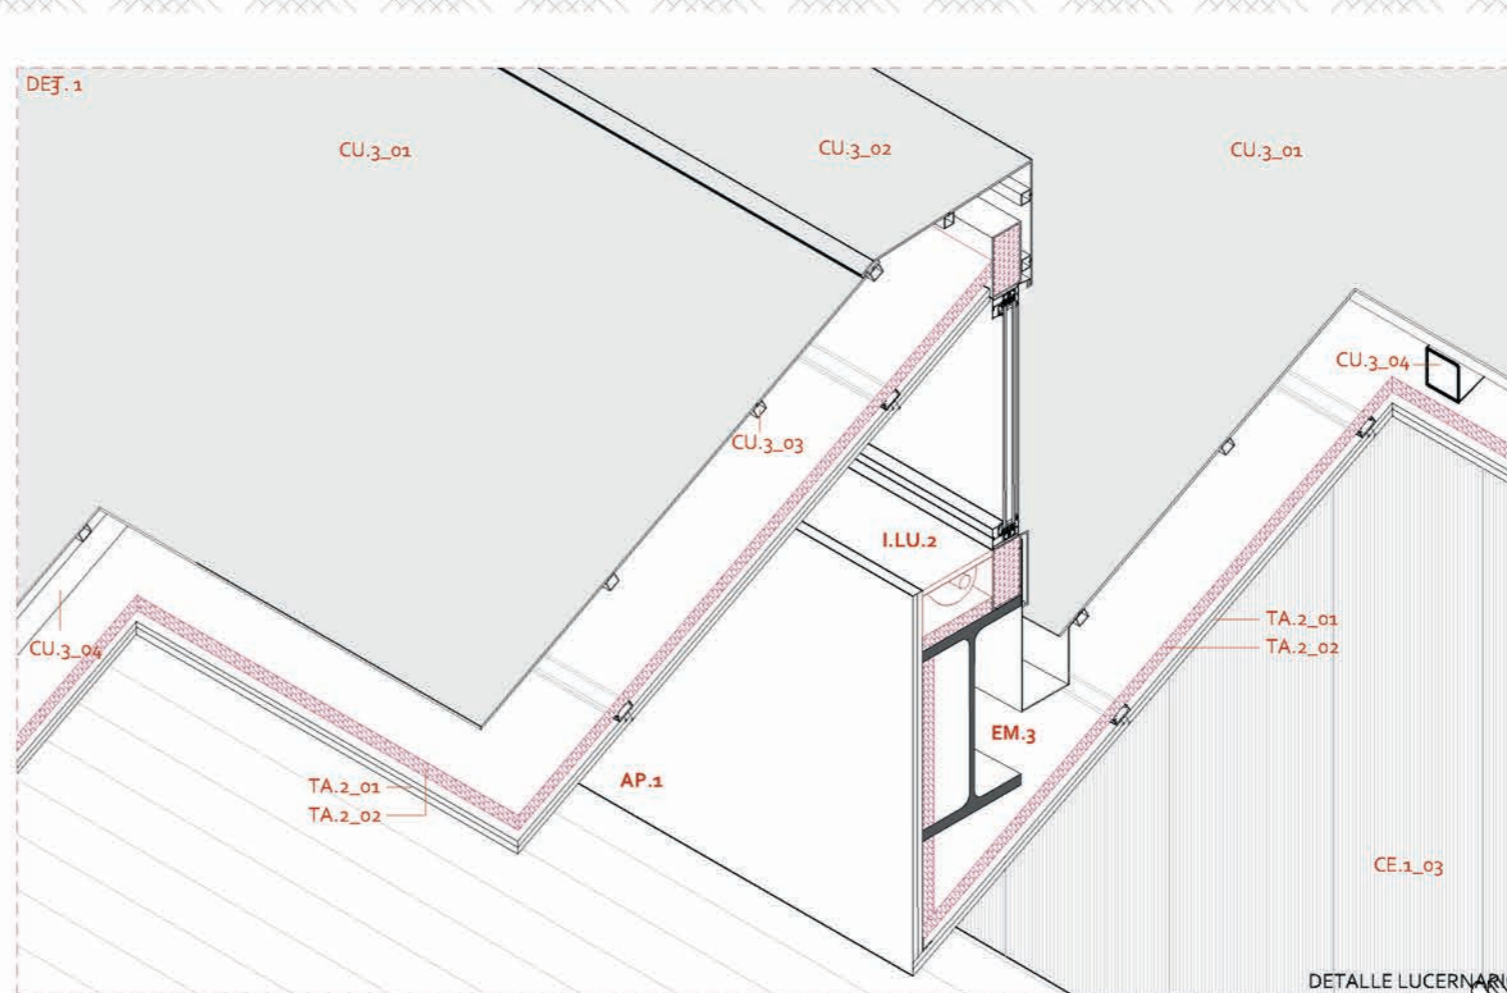 DET. 1
CU.3_01
CU.3_02
CU.3_01
CU.3_04
CU.3_03
I.LU.2
TA.2_01
TA.2_02
CU.3_04
EM.3
AP.1
TA.2_01
TA.2_02
CE.1_03
DETALLE